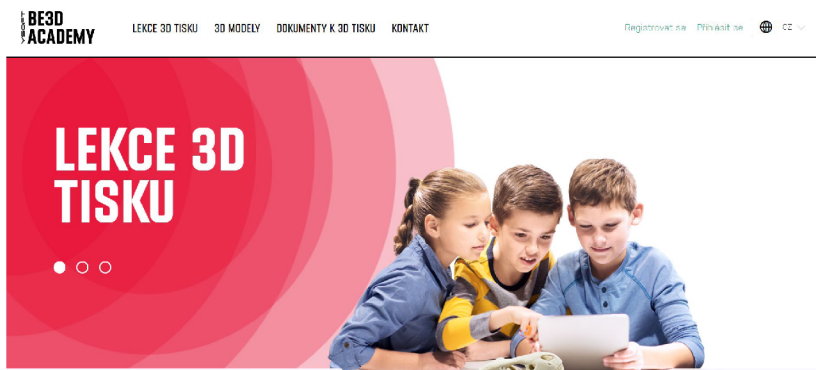 YSOFT
BE3D
ACADEMY
LEKCE 3D TISKU
3D MODELY
DOKUMENTY K 3D TISKU
KONTAKT
Registrovat se
Přihlásit se
CZ
LEKCE 3D
TISKU